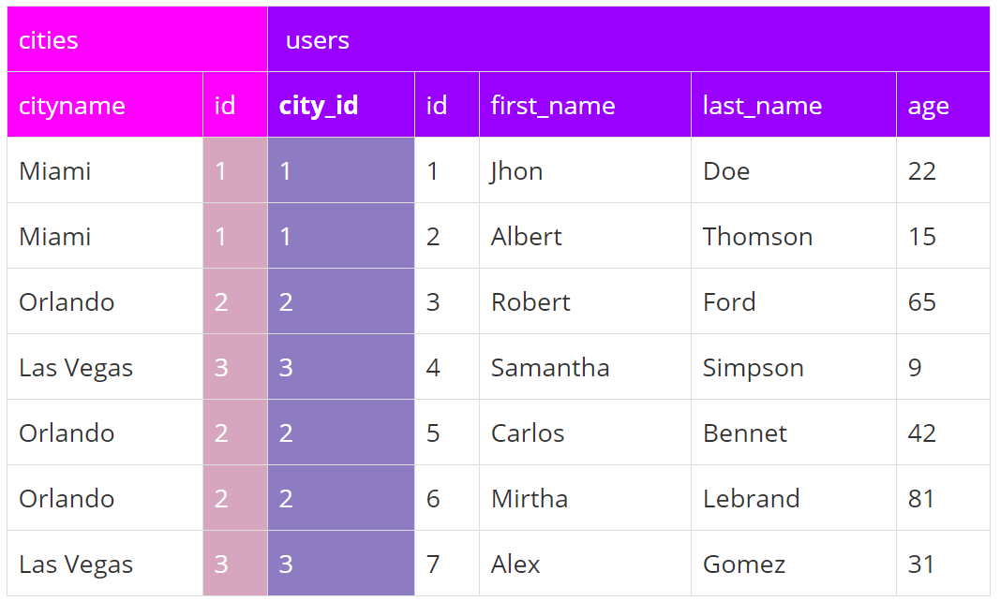 cities users
cityname id city_id id first_name last_name age
Miami 1 1 1 Jhon Doe 22
Miami 1 1 2 Albert Thomson 15
Orlando 2 2 3 Robert Ford 65
Las Vegas 3 3 4 Samantha Simpson 9
Orlando 2 2 5 Carlos Bennet 42
Orlando 2 2 6 Mirtha Lebrand 81
Las Vegas 3 3 7 Alex Gomez 31